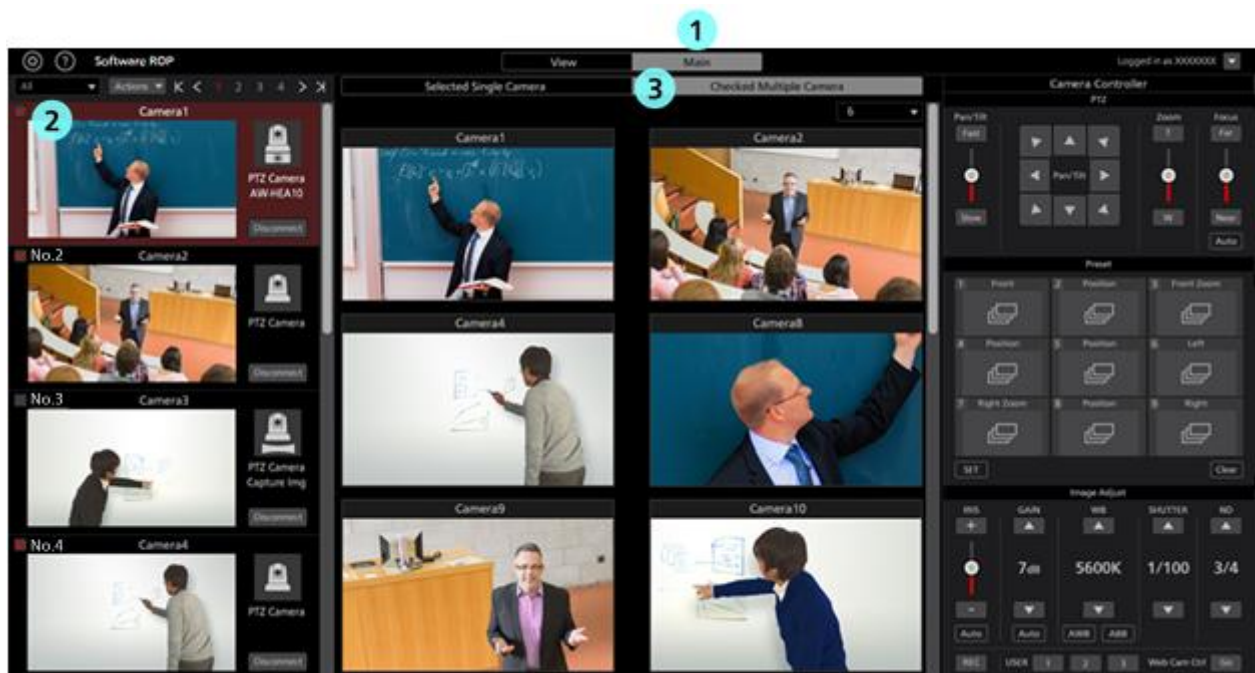 1
Software RDP
View
Main
Logged in as XXXXXXX
All
Actions
1 2 3 4
Selected Single Camera
3
Checked Multiple Camera
6
2
Camera1
PTZ Camera
AW-HEA10
Disconnect
No.2
Camera2
PTZ Camera
Disconnect
No.3
Camera3
PTZ Camera
Capture Img
Disconnect
No.4
Camera4
PTZ Camera
Disconnect
Camera1
Camera2
Camera4
Camera8
Camera9
Camera10
Camera Controller
PTZ
Pan/Tilt
Zoom
Focus
Fast
T
Far
Pan/Tilt
Slow
W
Near
Auto
Preset
1 Front
2 Position
3 Front Zoom
4 Position
5 Position
6 Left
7 Right Zoom
8 Position
9 Right
SET
Clear
Image Adjust
IRIS
GAIN
WB
SHUTTER
ND
+
7dB
5600K
1/100
3/4
-
Auto
Auto
AWB
ABB
REC
USER
1
2
3
Web Cam Ctrl
Go